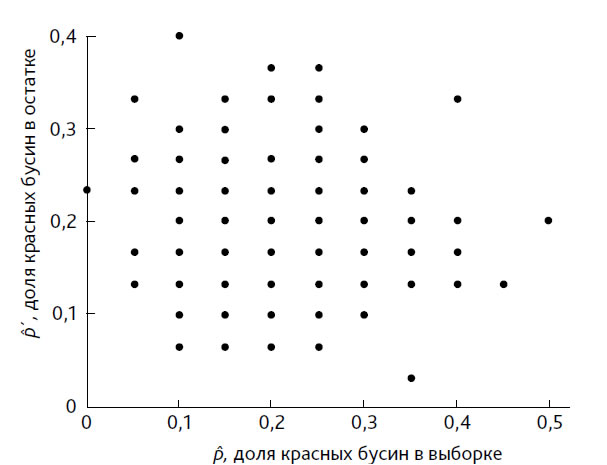 p̂′, доля красных бусин в остатке
0,4
0,3
0,2
0,1
0
0 0,1 0,2 0,3 0,4 0,5
p̂, доля красных бусин в выборке